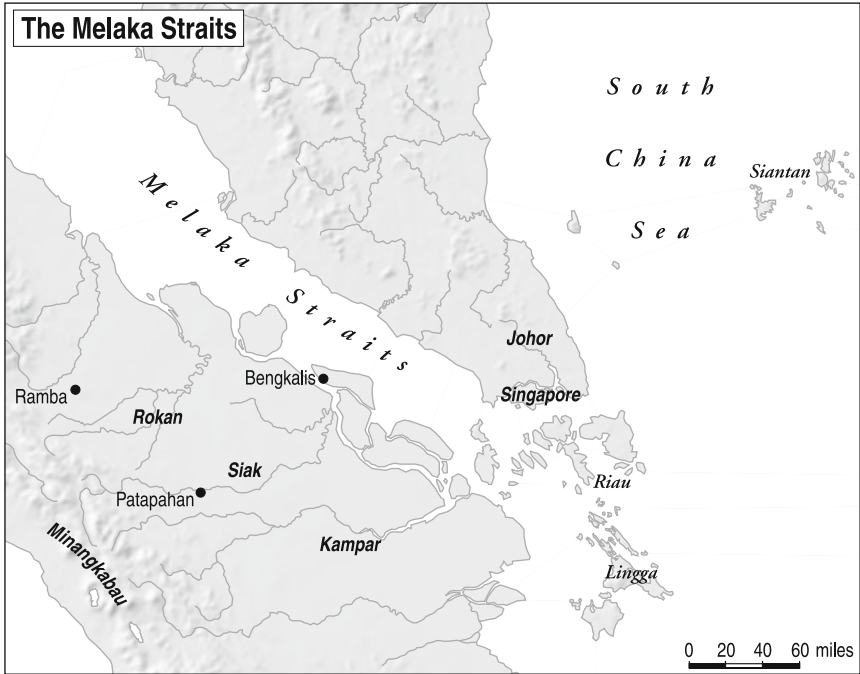 The Melaka Straits
South
China
Sea
Siantan
Melaka
Straits
Johor
Singapore
Bengkalis
Ramba
Rokan
Siak
Patapahan
Riau
Kampar
Minangkabau
Lingga
0 20 40 60 miles